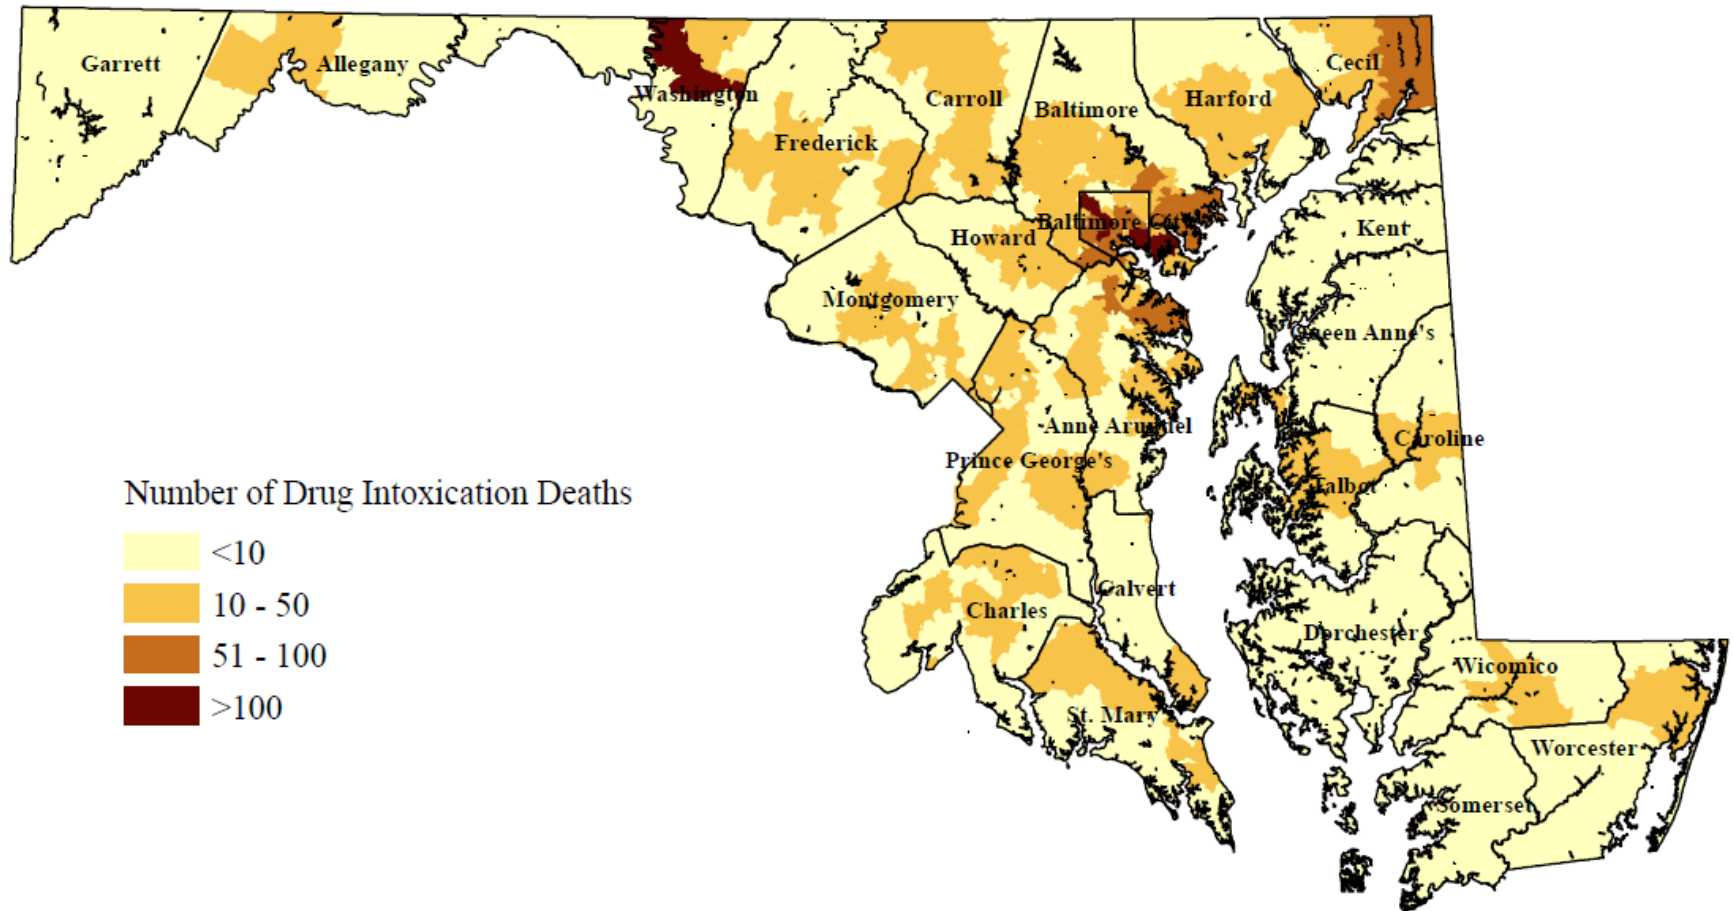 Garrett
Allegany
Washington
Frederick
Carroll
Baltimore
Harford
Cecil
Baltimore City
Howard
Kent
Montgomery
Queen Anne's
Anne Arundel
Caroline
Prince George's
Talbot
Number of Drug Intoxication Deaths
<10
10 - 50
51 - 100
>100
Calvert
Charles
Dorchester
Wicomico
St. Mary's
Worcester
Somerset